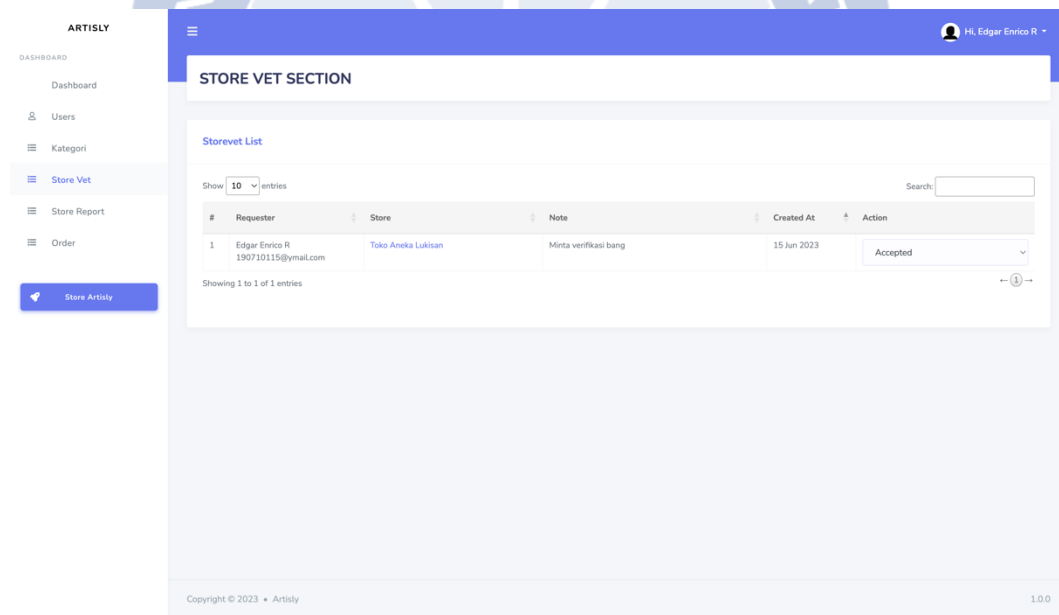 ARTISLY
Hi, Edgar Enrico R
DASHBOARD
Dashboard
Users
Kategori
Store Vet
Store Report
Order
Store Artisly
STORE VET SECTION
Storevet List
Show 10 entries
Search:
# Requester Store Note Created At Action
1 Edgar Enrico R Toko Aneka Lukisan Minta verifikasi bang 15 Jun 2023 Accepted
190710115@ymail.com
Showing 1 to 1 of 1 entries
←1→
Copyright © 2023 • Artisly
1.0.0